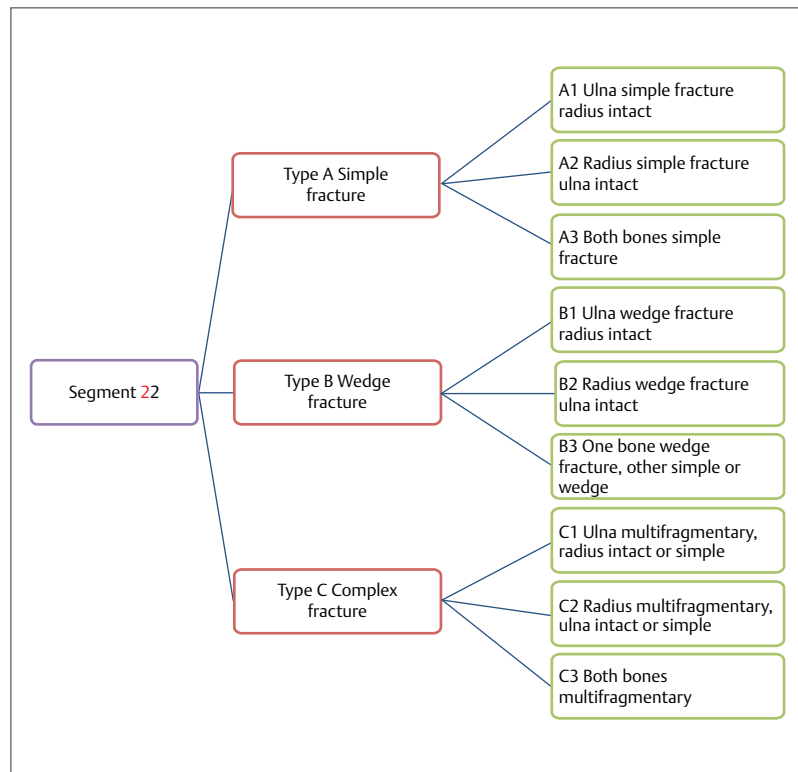 A1 Ulna simple fracture
radius intact
Type A Simple
fracture
A2 Radius simple fracture
ulna intact
A3 Both bones simple
fracture
Segment 22
Type B Wedge
fracture
B1 Ulna wedge fracture
radius intact
B2 Radius wedge fracture
ulna intact
B3 One bone wedge
fracture, other simple or
wedge
Type C Complex
fracture
C1 Ulna multifragmentary,
radius intact or simple
C2 Radius multifragmentary,
ulna intact or simple
C3 Both bones
multifragmentary